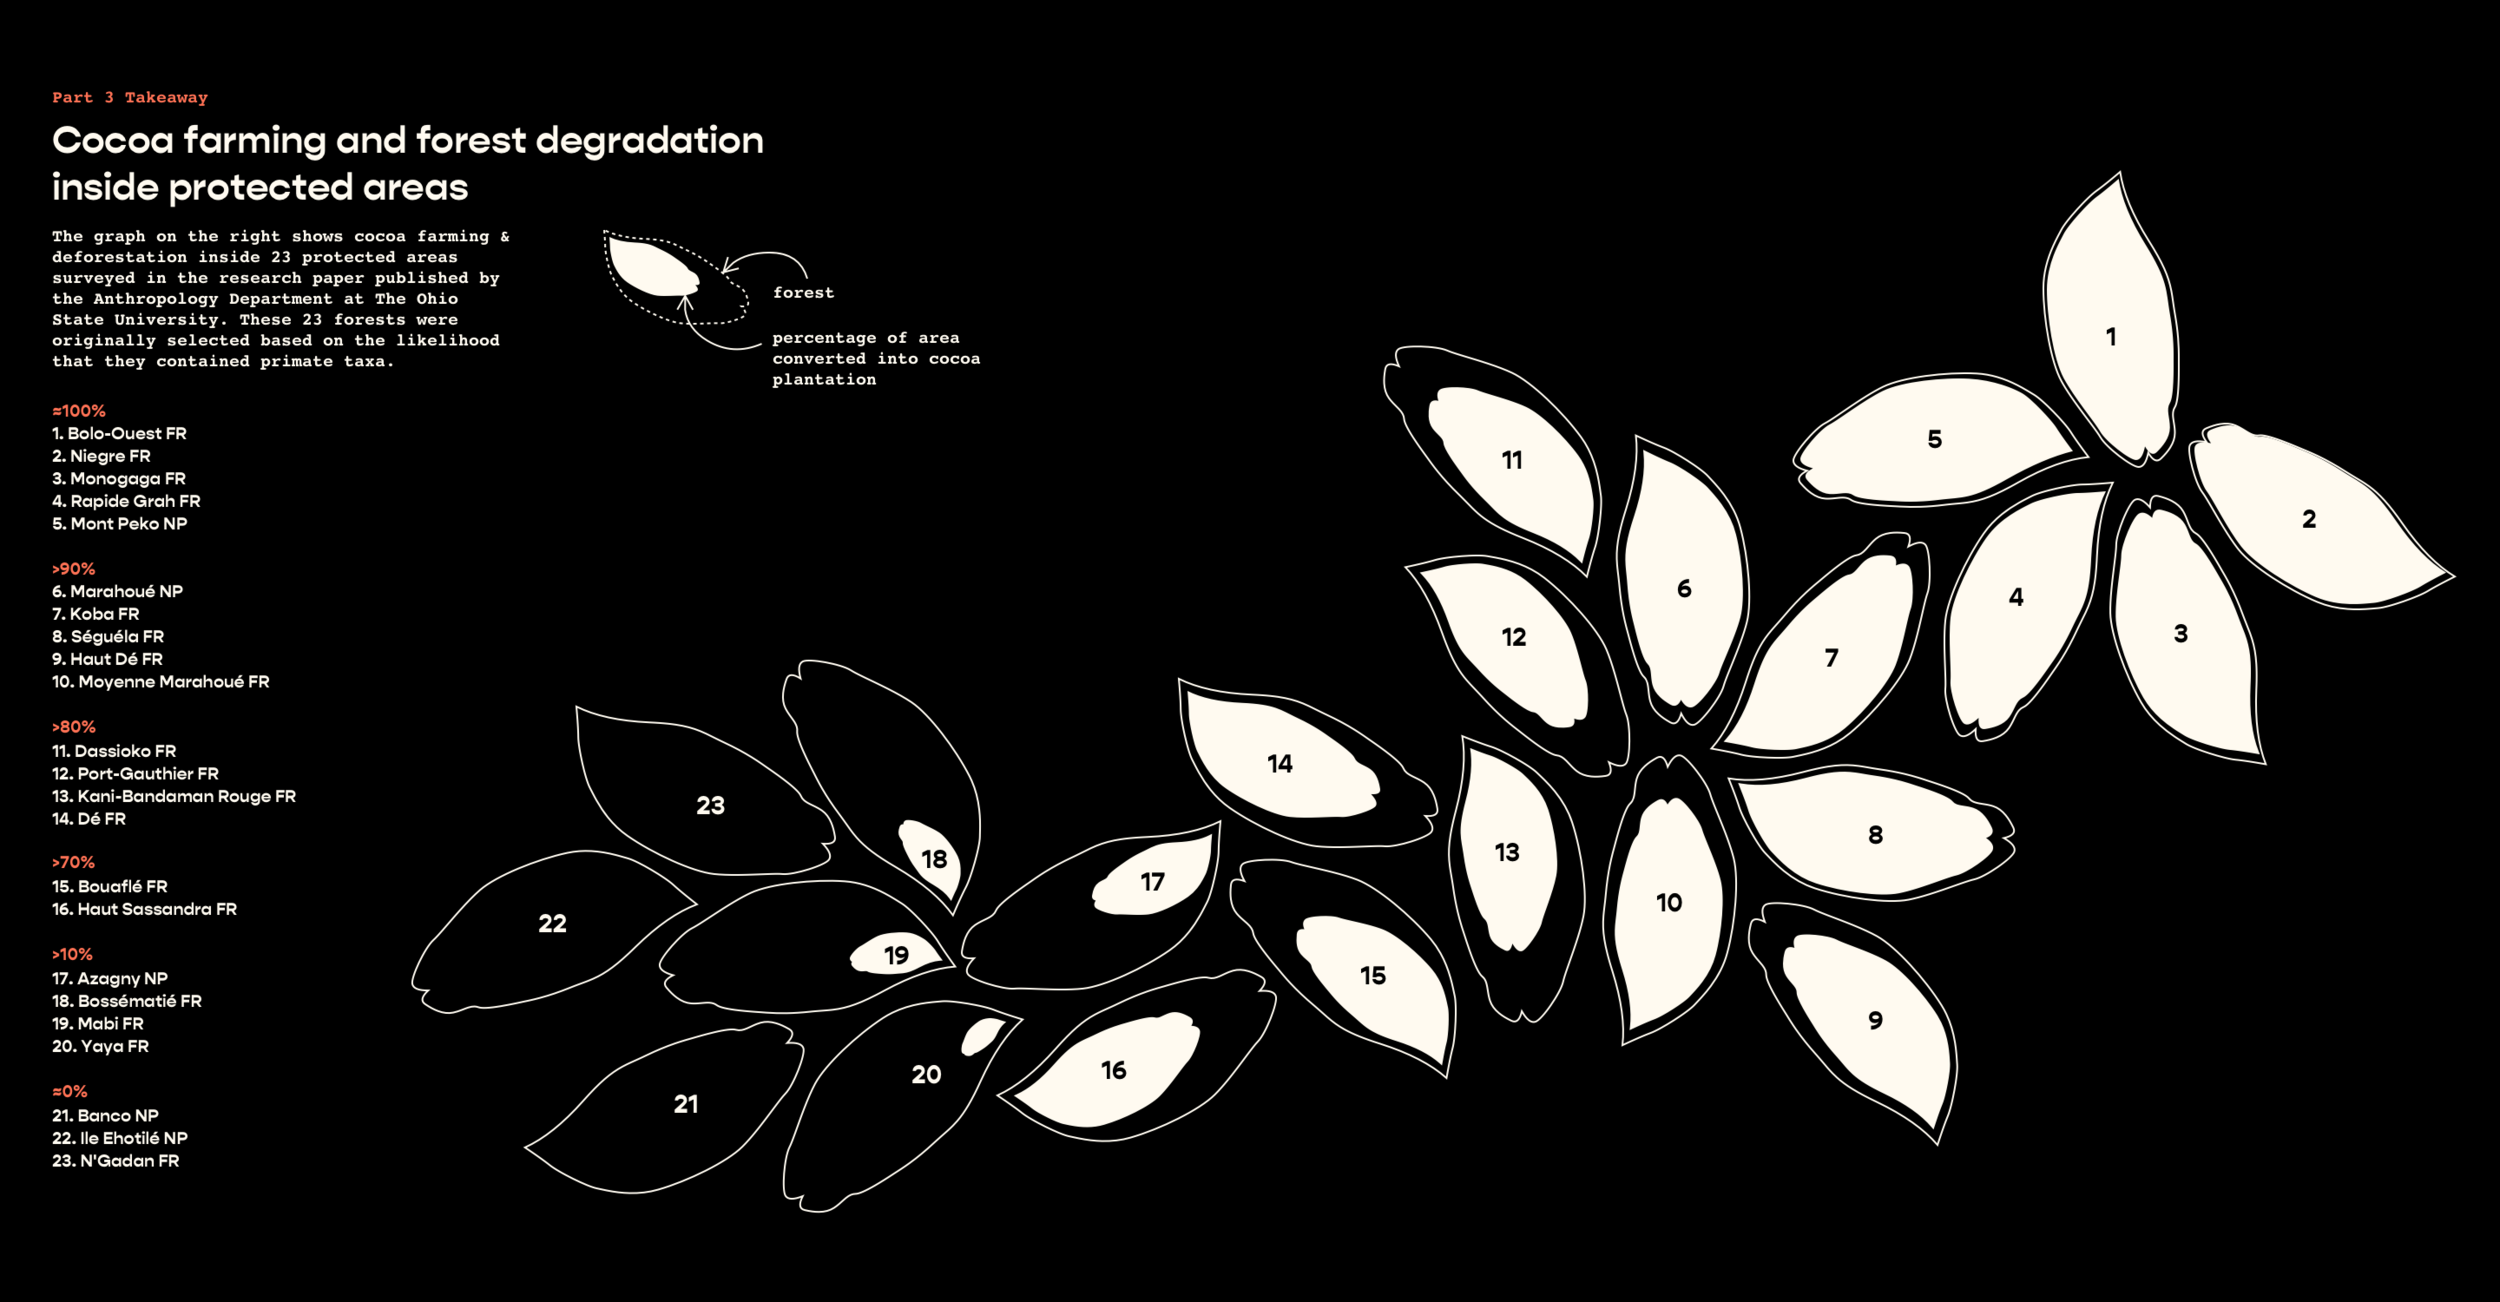 Part 3 Takeaway
Cocoa farming and forest degradation
inside protected areas
The graph on the right shows cocoa farming &
deforestation inside 23 protected areas
surveyed in the research paper published by
the Anthropology Department at The Ohio
State University. These 23 forests were
originally selected based on the likelihood
that they contained primate taxa.
forest
percentage of area
converted into cocoa
plantation
≈100%
1. Bolo-Ouest FR
2. Niegre FR
3. Monogaga FR
4. Rapide Grah FR
5. Mont Peko NP
>90%
6. Marahoué NP
7. Koba FR
8. Séguéla FR
9. Haut Dé FR
10. Moyenne Marahoué FR
>80%
11. Dassioko FR
12. Port-Gauthier FR
13. Kani-Bandaman Rouge FR
14. Dé FR
>70%
15. Bouaflé FR
16. Haut Sassandra FR
>10%
17. Azagny NP
18. Bossématié FR
19. Mabi FR
20. Yaya FR
≈0%
21. Banco NP
22. Ile Ehotilé NP
23. N'Gadan FR
1
2
3
4
5
6
7
8
9
10
11
12
13
14
15
16
17
18
19
20
21
22
23